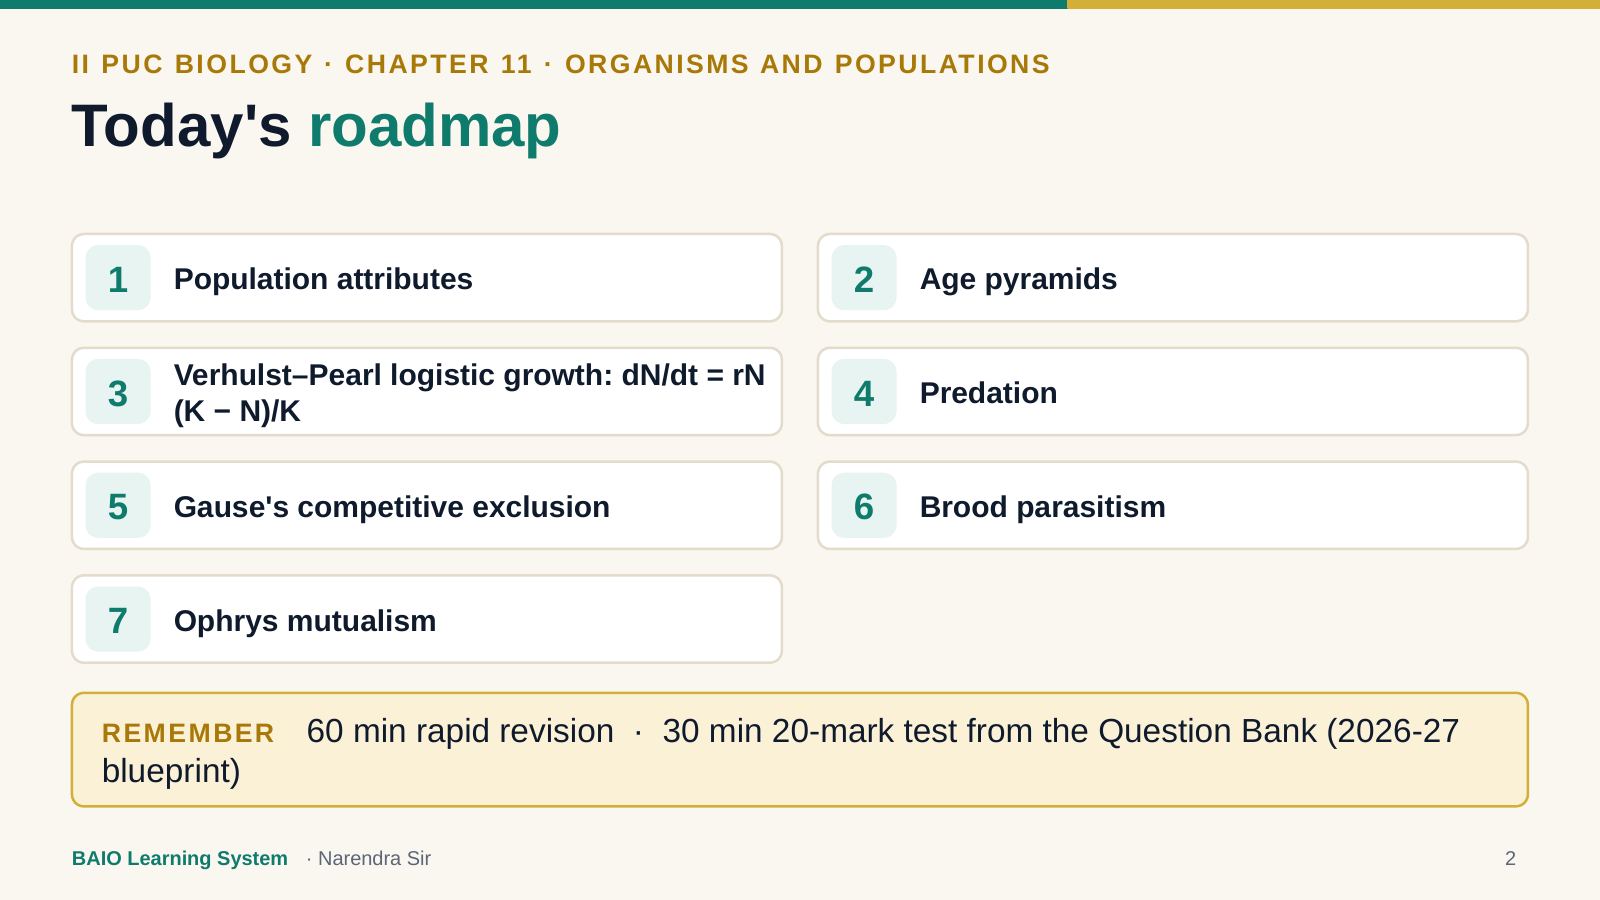 II PUC BIOLOGY · CHAPTER 11 · ORGANISMS AND POPULATIONS
Today's roadmap
1 Population attributes
2 Age pyramids
3 Verhulst–Pearl logistic growth: dN/dt = rN
(K − N)/K
4 Predation
5 Gause's competitive exclusion
6 Brood parasitism
7 Ophrys mutualism
REMEMBER 60 min rapid revision · 30 min 20-mark test from the Question Bank (2026-27
blueprint)
BAIO Learning System · Narendra Sir
2